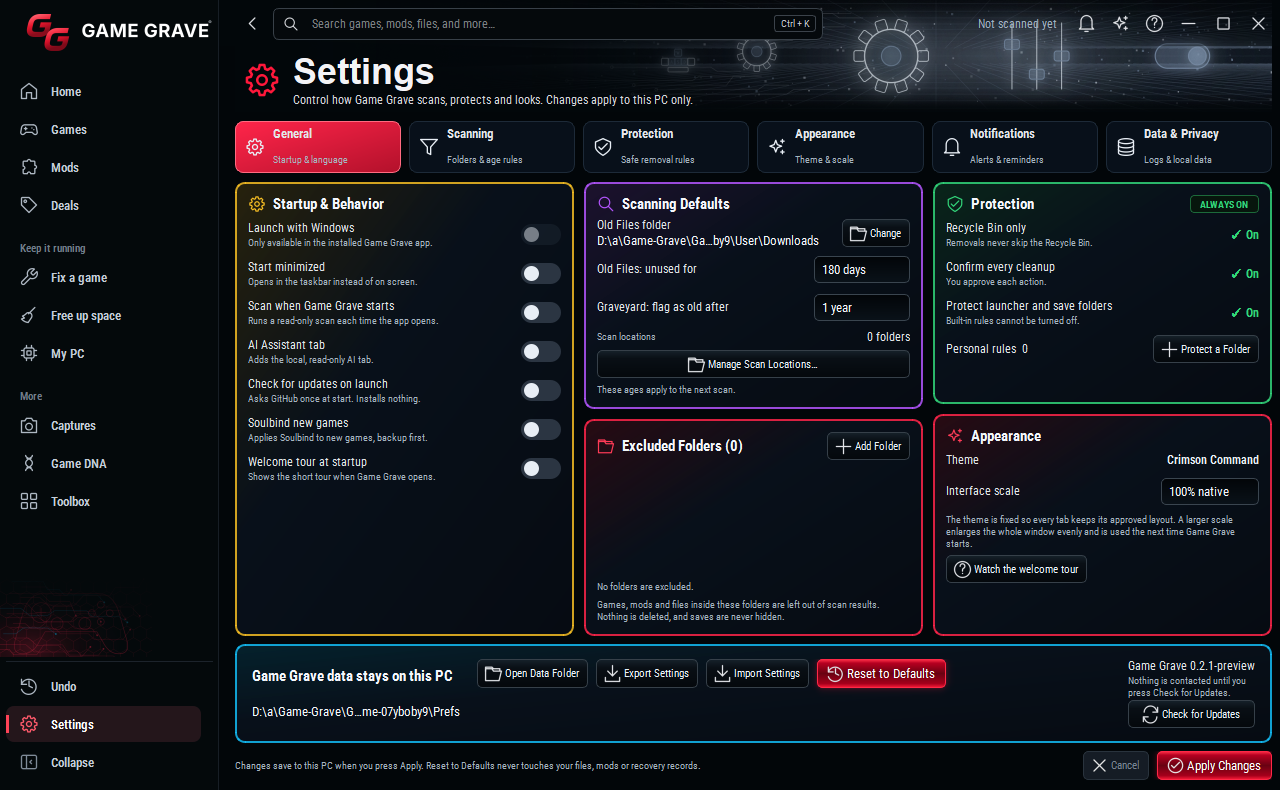 GAME GRAVE
Search games, mods, files, and more...
Ctrl + K
Not scanned yet
Settings
Control how Game Grave scans, protects and looks. Changes apply to this PC only.
Home
Games
Mods
Deals
Keep it running
Fix a game
Free up space
My PC
More
Captures
Game DNA
Toolbox
Undo
Settings
Collapse
General
Startup & language
Scanning
Folders & age rules
Protection
Safe removal rules
Appearance
Theme & scale
Notifications
Alerts & reminders
Data & Privacy
Logs & local data
Startup & Behavior
Launch with Windows
Only available in the installed Game Grave app.
Start minimized
Opens in the taskbar instead of on screen.
Scan when Game Grave starts
Runs a read-only scan each time the app opens.
AI Assistant tab
Adds the local, read-only AI tab.
Check for updates on launch
Asks GitHub once at start. Installs nothing.
Soulbind new games
Applies Soulbind to new games, backup first.
Welcome tour at startup
Shows the short tour when Game Grave opens.
Scanning Defaults
Old Files folder
D:\a\Game-Grave\Ga...by9\User\Downloads
Change
Old Files: unused for
180 days
Graveyard: flag as old after
1 year
Scan locations
0 folders
Manage Scan Locations...
These ages apply to the next scan.
Excluded Folders (0)
Add Folder
No folders are excluded.
Games, mods and files inside these folders are left out of scan results.
Nothing is deleted, and saves are never hidden.
Protection
ALWAYS ON
Recycle Bin only
Removals never skip the Recycle Bin.
✓ On
Confirm every cleanup
You approve each action.
✓ On
Protect launcher and save folders
Built-in rules cannot be turned off.
✓ On
Personal rules 0
Protect a Folder
Appearance
Theme
Crimson Command
Interface scale
100% native
The theme is fixed so every tab keeps its approved layout. A larger scale
enlarges the whole window evenly and is used the next time Game Grave
starts.
Watch the welcome tour
Game Grave data stays on this PC
Open Data Folder
Export Settings
Import Settings
Reset to Defaults
D:\a\Game-Grave\G...me-07yboby9\Prefs
Game Grave 0.2.1-preview
Nothing is contacted until you
press Check for Updates.
Check for Updates
Changes save to this PC when you press Apply. Reset to Defaults never touches your files, mods or recovery records.
Cancel
Apply Changes